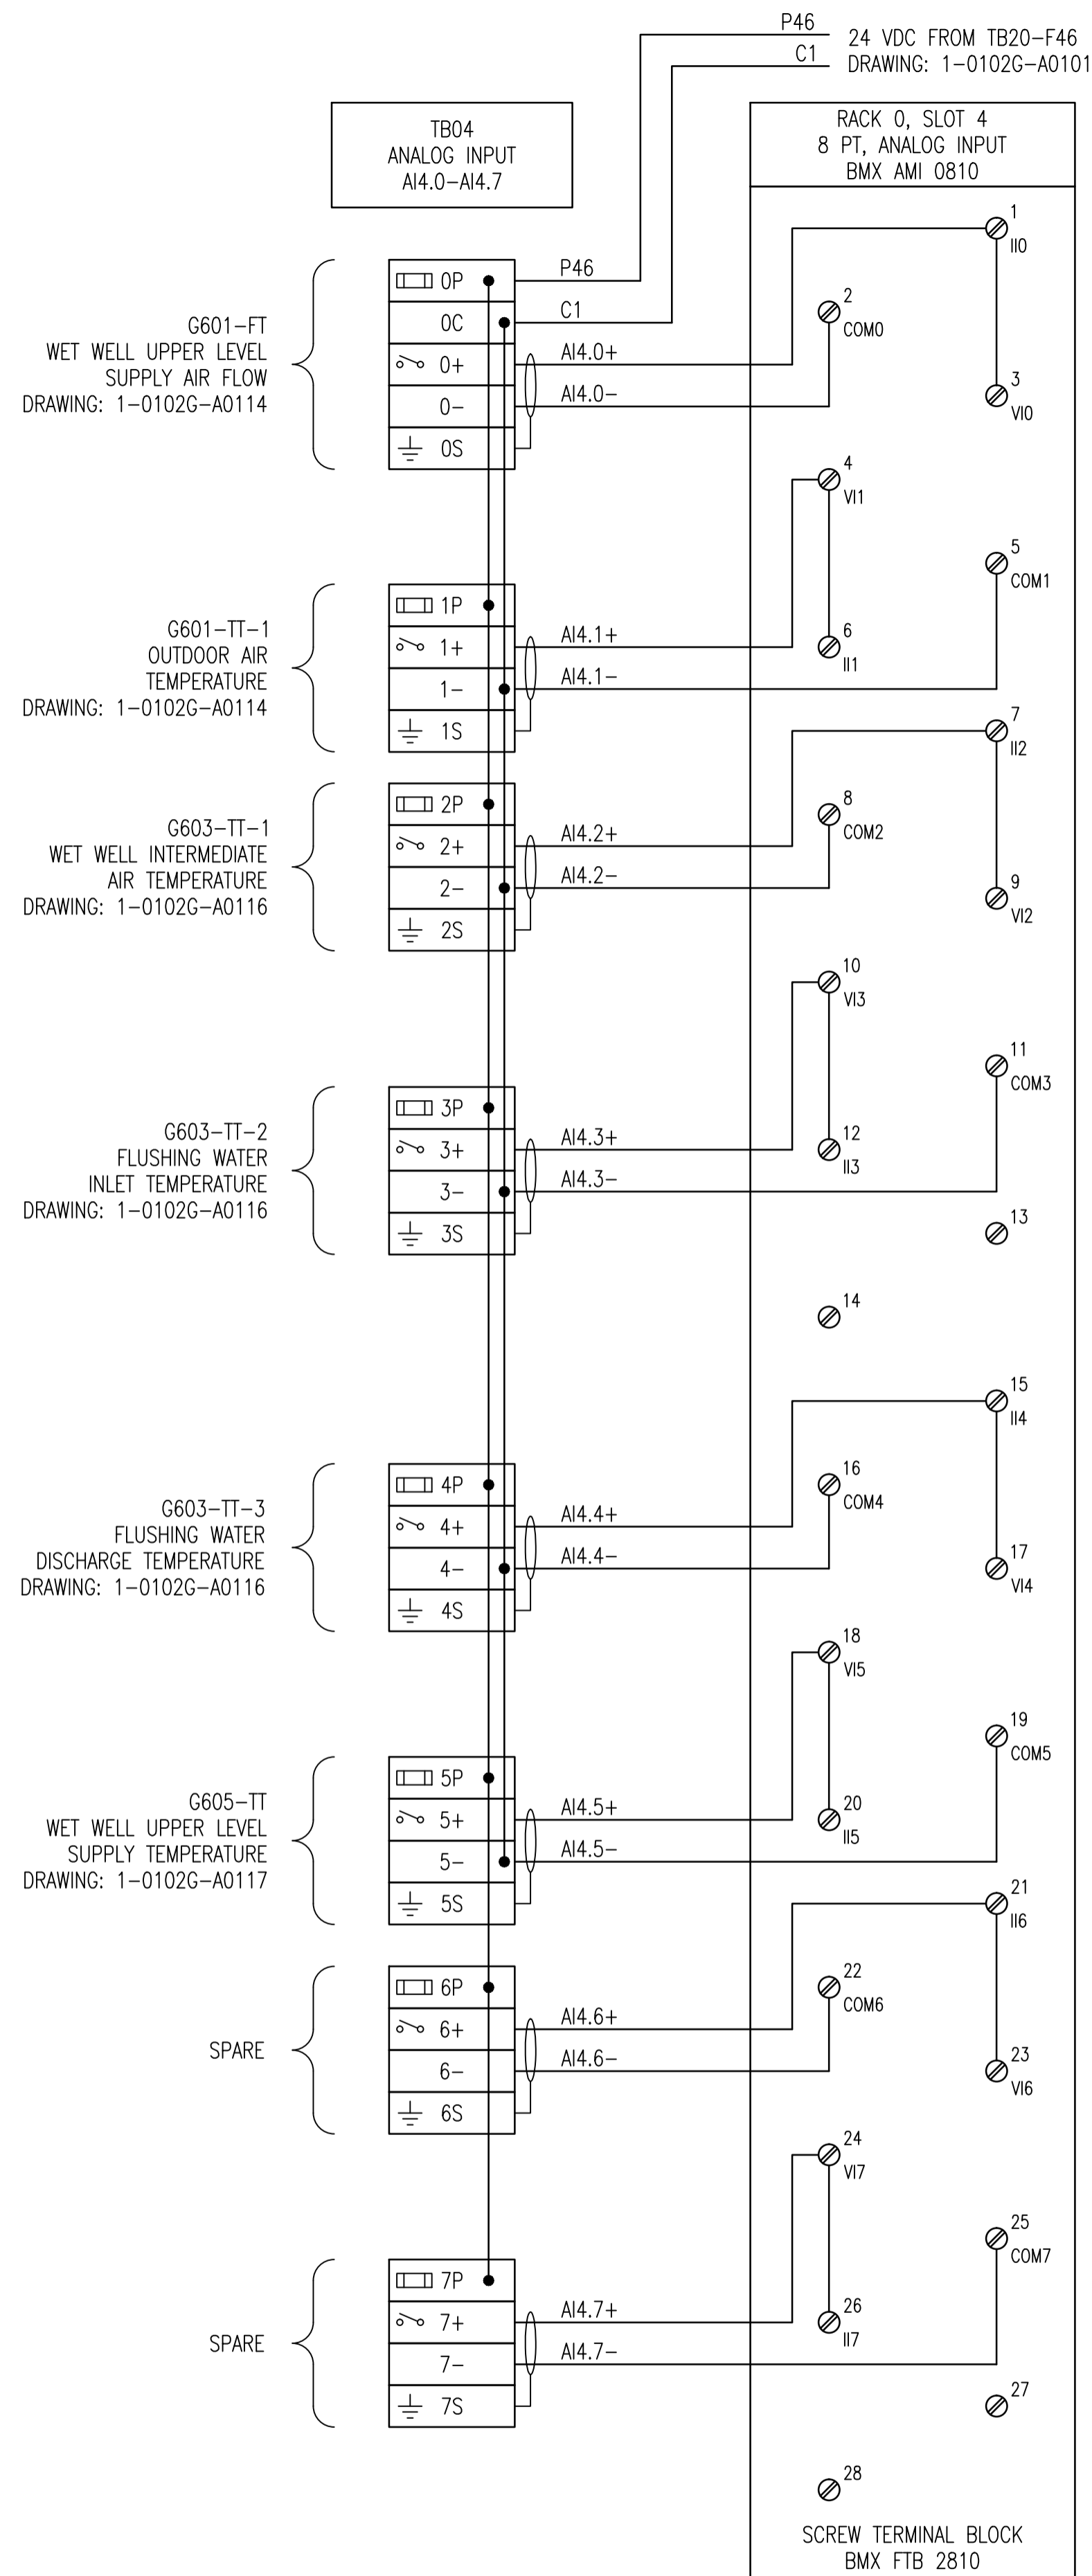 P46
C1
24 VDC FROM TB20-F46
DRAWING: 1-0102G-A0101
TB04
ANALOG INPUT
AI4.0-AI4.7
RACK 0, SLOT 4
8 PT, ANALOG INPUT
BMX AMI 0810
G601-FT
WET WELL UPPER LEVEL
SUPPLY AIR FLOW
DRAWING: 1-0102G-A0114
0P
0C
0+
0-
0S
P46
C1
AI4.0+
AI4.0-
1
II0
2
COM0
3
VI0
G601-TT-1
OUTDOOR AIR
TEMPERATURE
DRAWING: 1-0102G-A0114
1P
1+
1-
1S
AI4.1+
AI4.1-
4
VI1
5
COM1
6
II1
G603-TT-1
WET WELL INTERMEDIATE
AIR TEMPERATURE
DRAWING: 1-0102G-A0116
2P
2+
2-
2S
AI4.2+
AI4.2-
7
II2
8
COM2
9
VI2
G603-TT-2
FLUSHING WATER
INLET TEMPERATURE
DRAWING: 1-0102G-A0116
3P
3+
3-
3S
AI4.3+
AI4.3-
10
VI3
11
COM3
12
II3
13
14
G603-TT-3
FLUSHING WATER
DISCHARGE TEMPERATURE
DRAWING: 1-0102G-A0116
4P
4+
4-
4S
AI4.4+
AI4.4-
15
II4
16
COM4
17
VI4
G605-TT
WET WELL UPPER LEVEL
SUPPLY TEMPERATURE
DRAWING: 1-0102G-A0117
5P
5+
5-
5S
AI4.5+
AI4.5-
18
VI5
19
COM5
20
II5
SPARE
6P
6+
6-
6S
AI4.6+
AI4.6-
21
II6
22
COM6
23
VI6
SPARE
7P
7+
7-
7S
AI4.7+
AI4.7-
24
VI7
25
COM7
26
II7
27
28
SCREW TERMINAL BLOCK
BMX FTB 2810